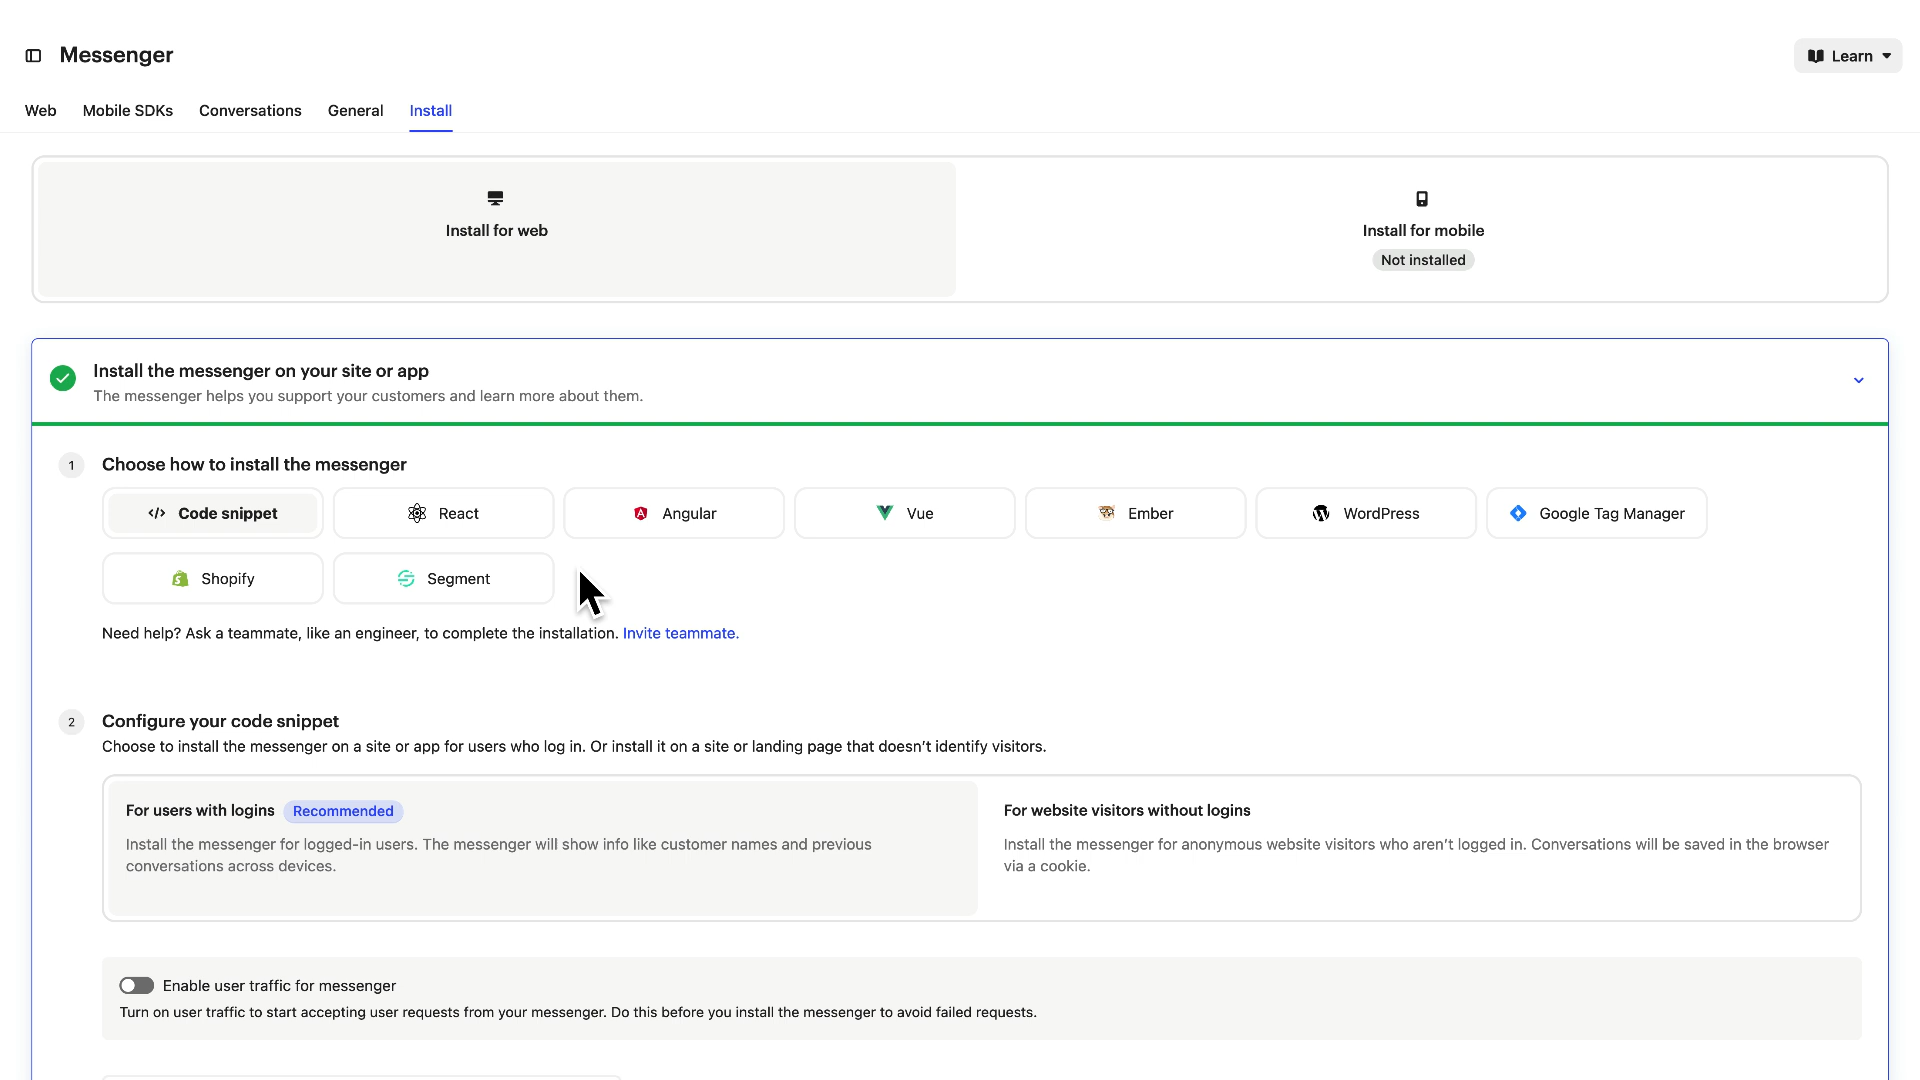 Messenger
Learn
Web
Mobile SDKs
Conversations
General
Install
Install for web
Install for mobile
Not installed
Install the messenger on your site or app
The messenger helps you support your customers and learn more about them.
1
Choose how to install the messenger
</> Code snippet
React
Angular
Vue
Ember
WordPress
Google Tag Manager
Shopify
Segment
Need help? Ask a teammate, like an engineer, to complete the installation. Invite teammate.
2
Configure your code snippet
Choose to install the messenger on a site or app for users who log in. Or install it on a site or landing page that doesn't identify visitors.
For users with logins
Recommended
Install the messenger for logged-in users. The messenger will show info like customer names and previous
conversations across devices.
For website visitors without logins
Install the messenger for anonymous website visitors who aren't logged in. Conversations will be saved in the browser
via a cookie.
Enable user traffic for messenger
Turn on user traffic to start accepting user requests from your messenger. Do this before you install the messenger to avoid failed requests.